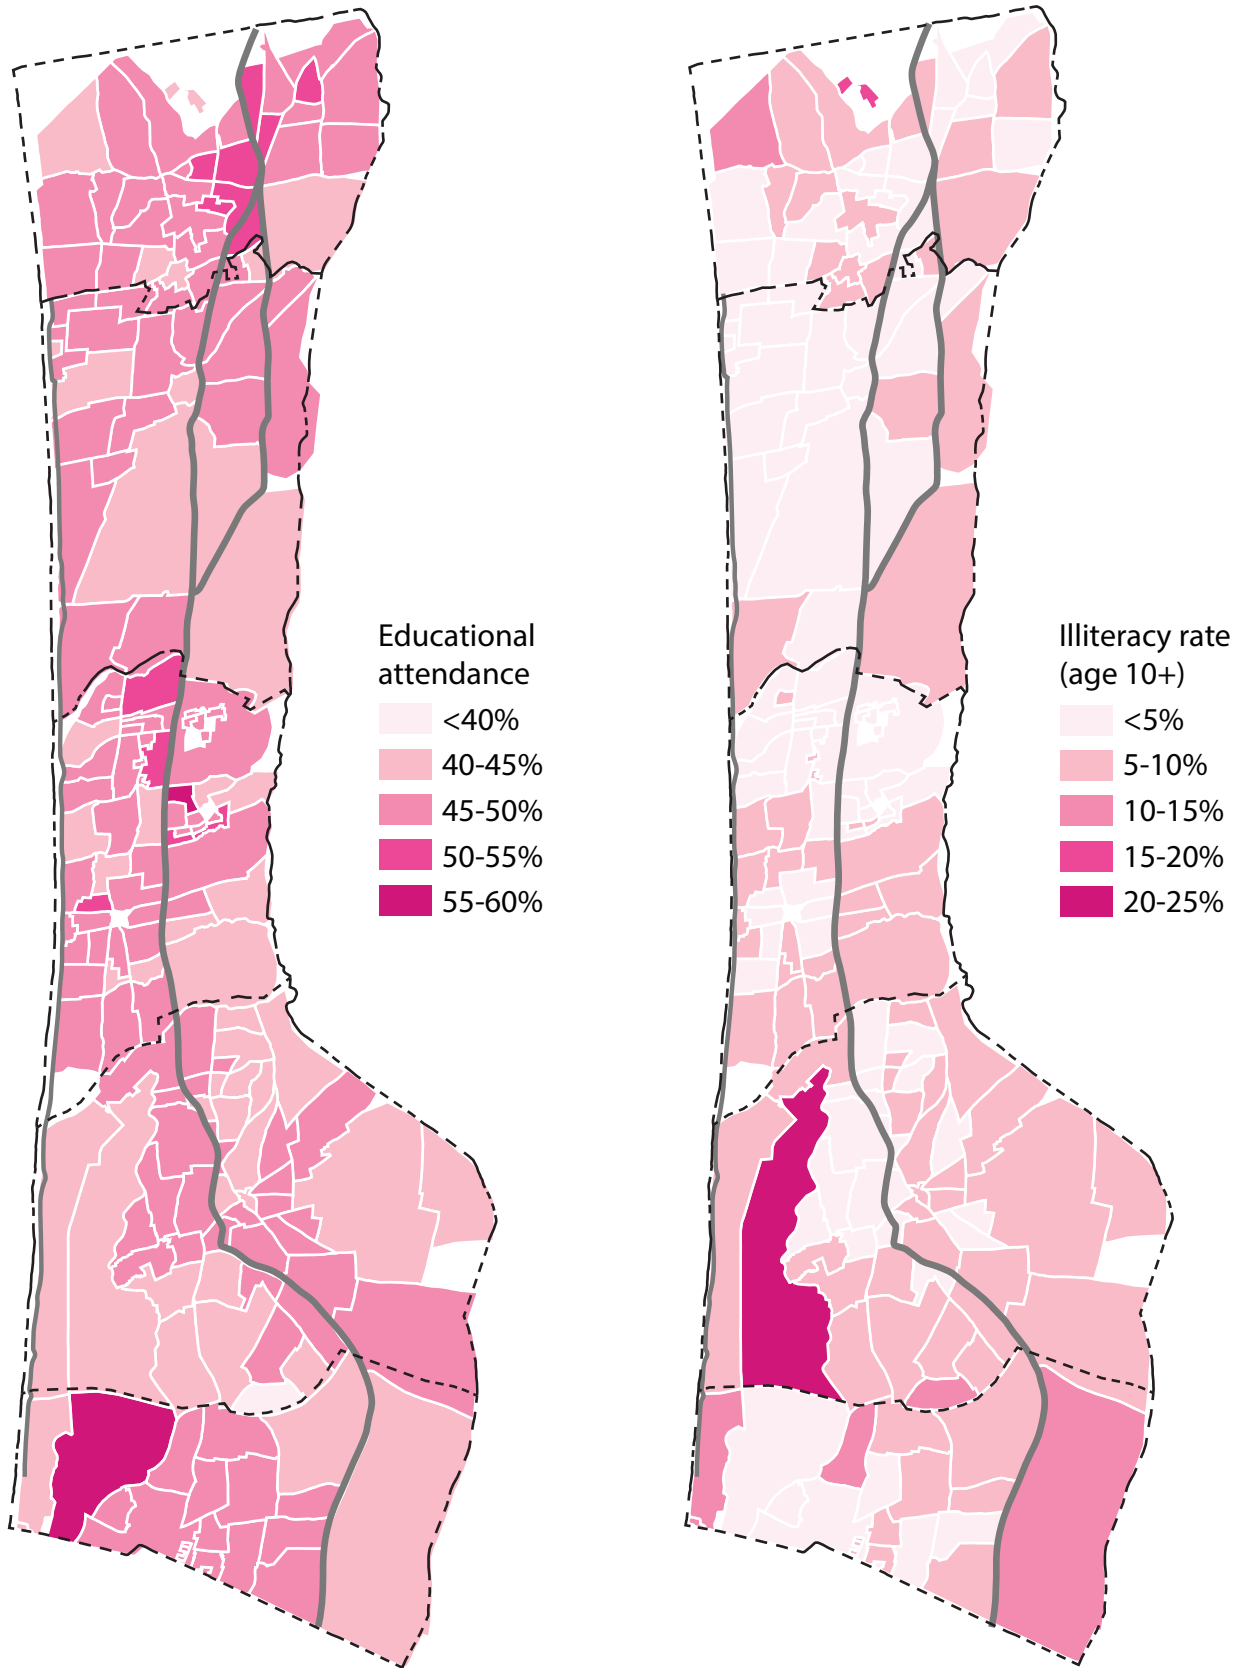 Educational
attendance
<40%
40-45%
45-50%
50-55%
55-60%
Illiteracy rate
(age 10+)
<5%
5-10%
10-15%
15-20%
20-25%